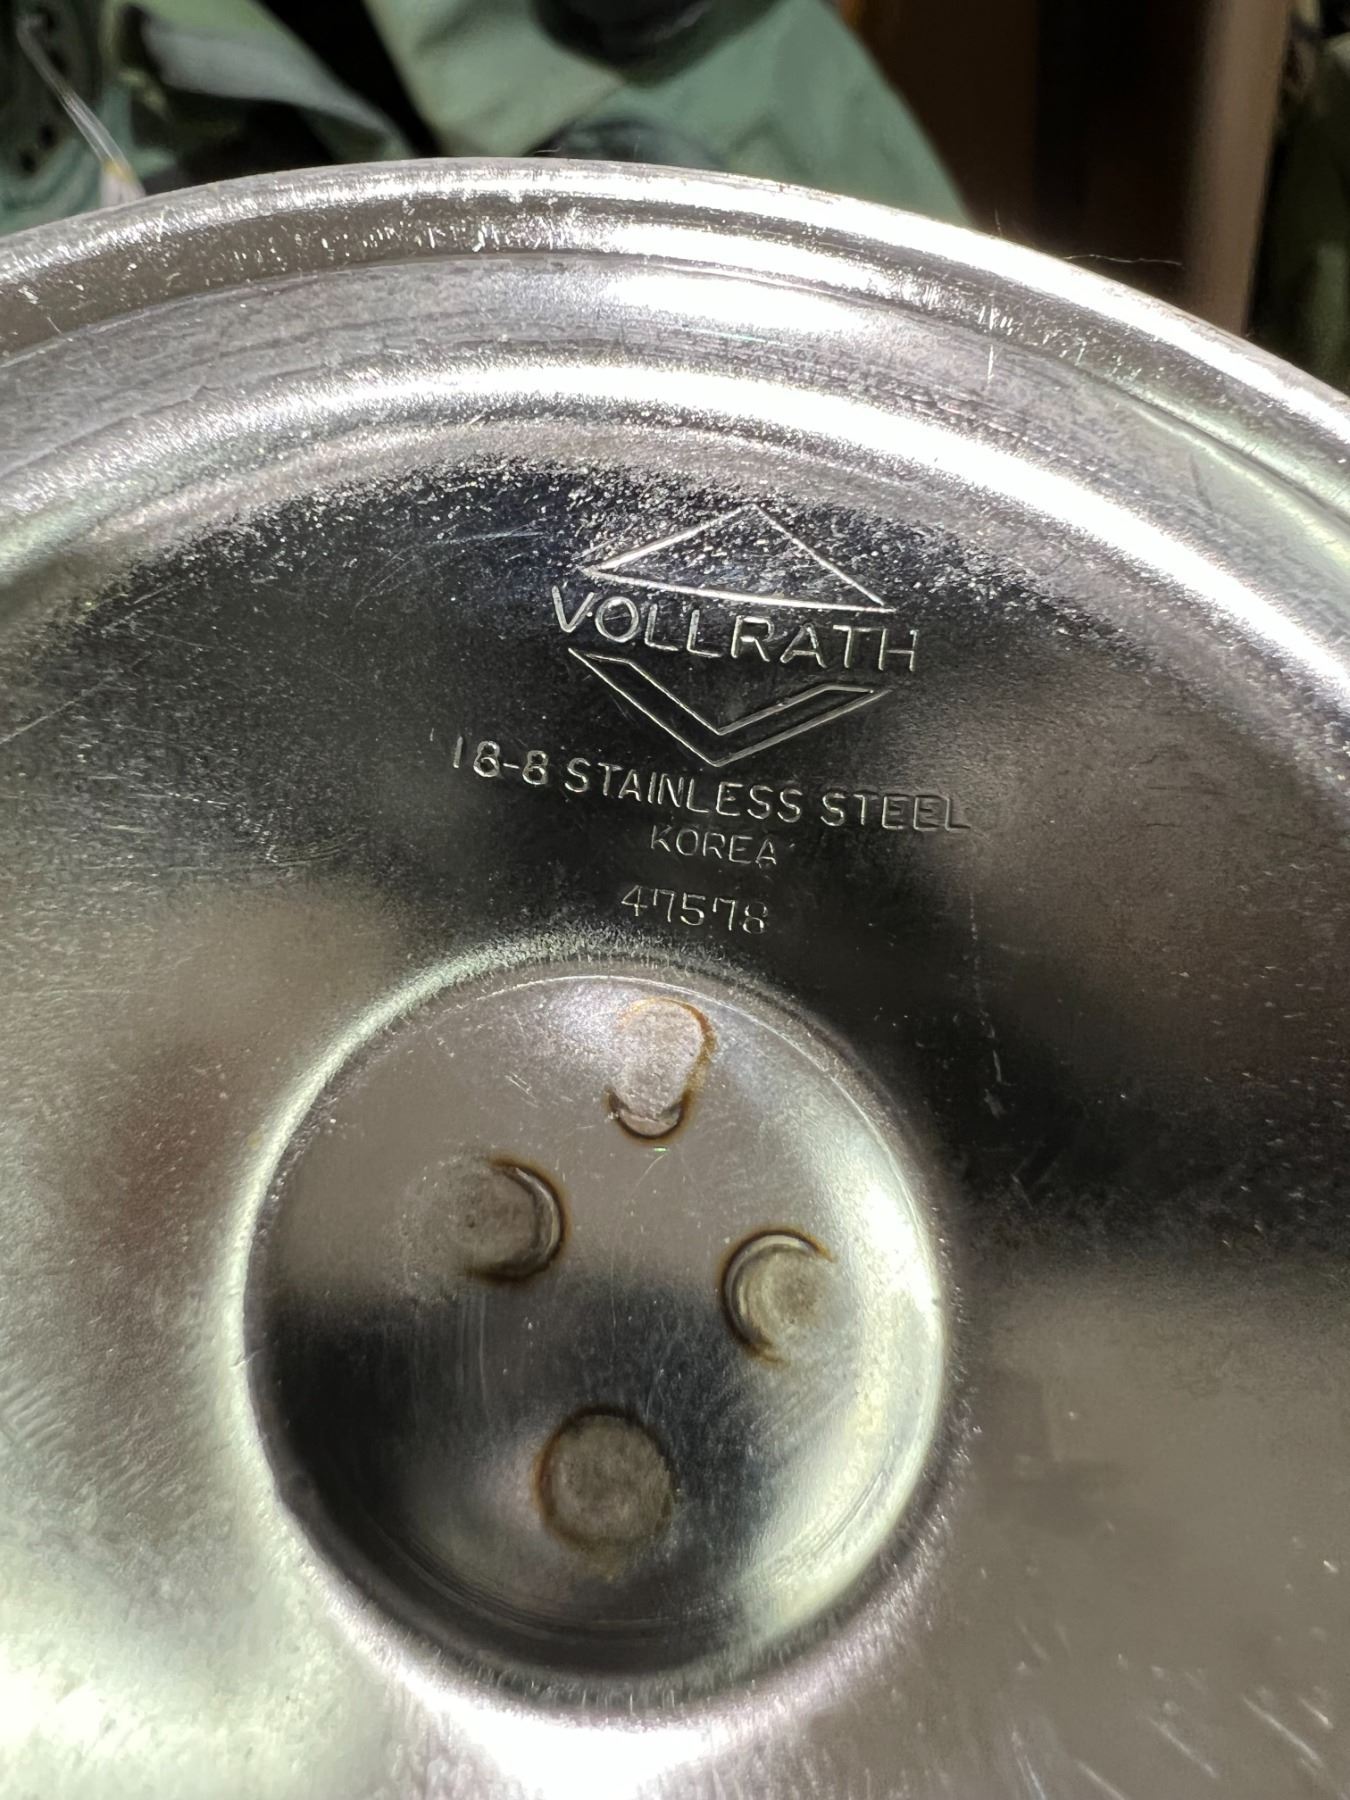 VOLLRATH
18-8 STAINLESS STEEL
KOREA
47578